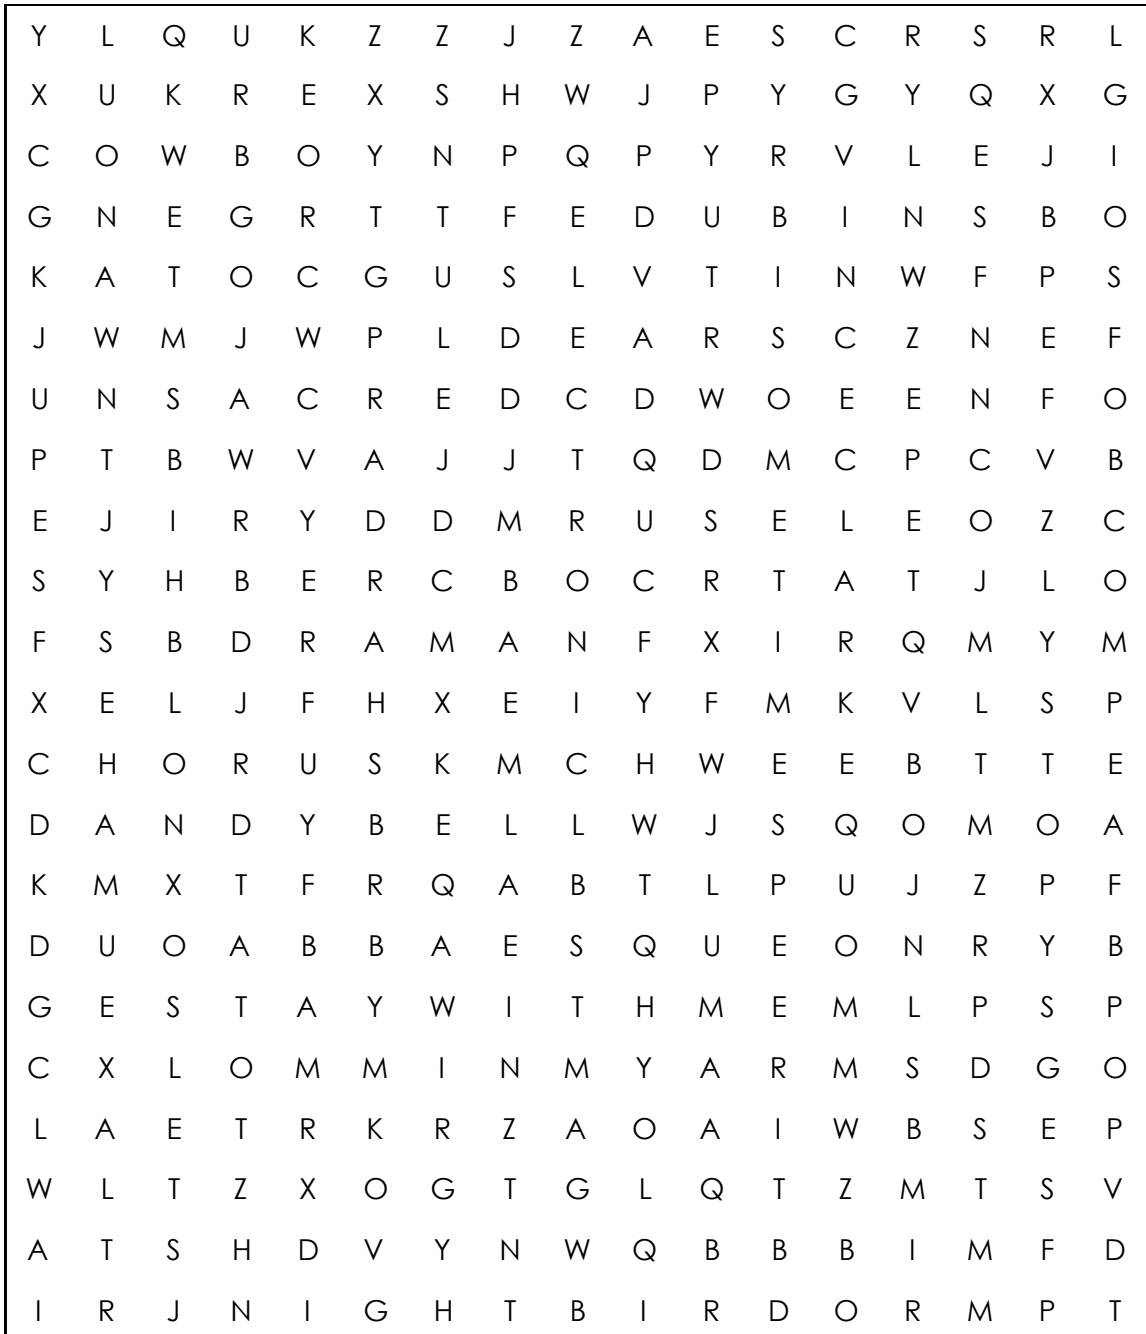 Y L Q U K Z Z J Z A E S C R S R L
X U K R E X S H W J P Y G Y Q X G
C O W B O Y N P Q P Y R V L E J I
G N E G R T T F E D U B I N S B O
K A T O C G U S L V T I N W F P S
J W M J W P L D E A R S C Z N E F
U N S A C R E D C D W O E E N F O
P T B W V A J J T Q D M C P C V B
E J I R Y D D M R U S E L E O Z C
S Y H B E R C B O C R T A T J L O
F S B D R A M A N F X I R Q M Y M
X E L J F H X E I Y F M K V L S P
C H O R U S K M C H W E E B T T E
D A N D Y B E L L W J S Q O M O A
K M X T F R Q A B T L P U J Z P F
D U O A B B A E S Q U E O N R Y B
G E S T A Y W I T H M E M L P S P
C X L O M M I N M Y A R M S D G O
L A E T R K R Z A O A I W B S E P
W L T Z X O G T G L Q T Z M T S V
A T S H D V Y N W Q B B B I M F D
I R J N I G H T B I R D O R M P T